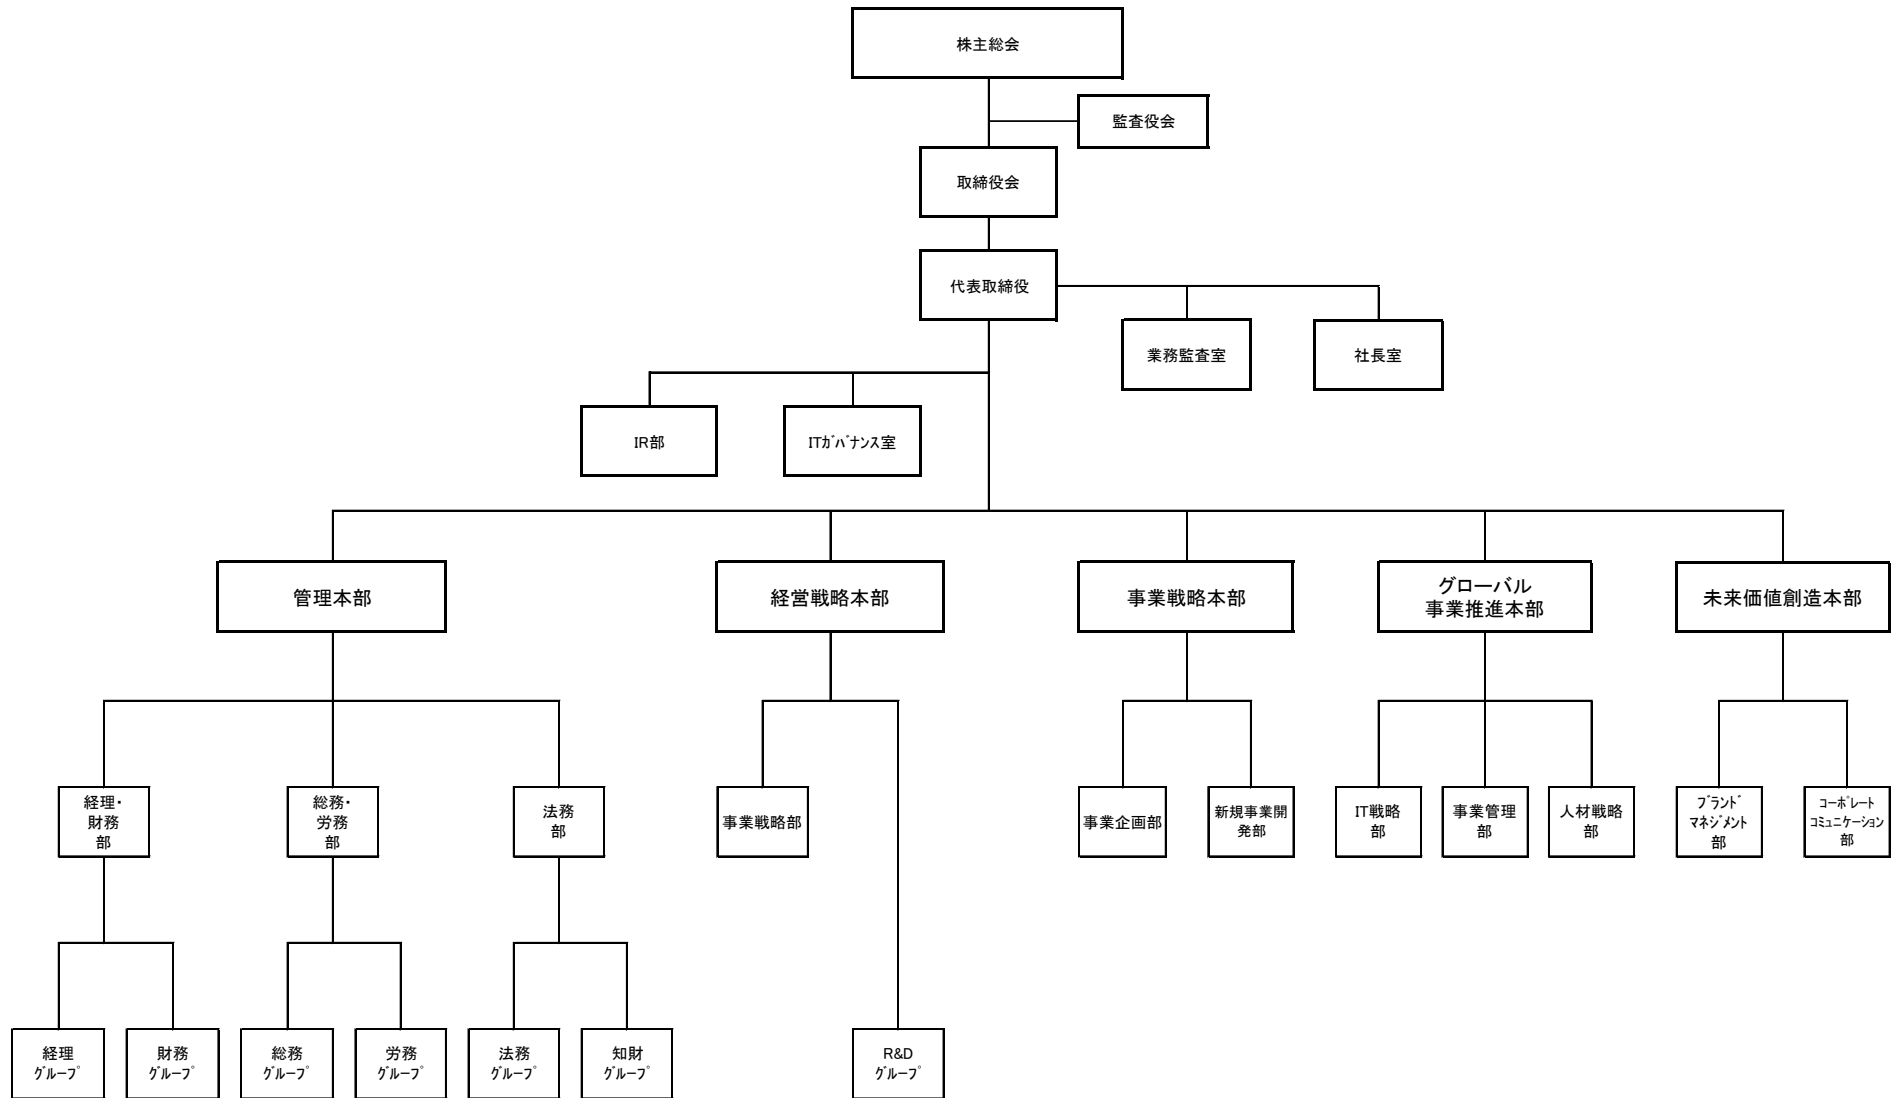 株主総会
監査役会
取締役会
代表取締役
業務監査室
社長室
IR部
ITｶﾞﾊﾞﾅﾝｽ室
管理本部
経営戦略本部
事業戦略本部
グローバル
事業推進本部
未来価値創造本部
経理・
財務
部
総務・
労務
部
法務
部
事業戦略部
事業企画部
新規事業開
発部
IT戦略
部
事業管理
部
人材戦略
部
ﾌﾞﾗﾝﾄﾞ
ﾏﾈｼﾞﾒﾝﾄ
部
ｺｰﾎﾟﾚｰﾄ
ｺﾐｭﾆｹｰｼｮﾝ
部
経理
ｸﾞﾙｰﾌﾟ
財務
ｸﾞﾙｰﾌﾟ
総務
ｸﾞﾙｰﾌﾟ
労務
ｸﾞﾙｰﾌﾟ
法務
ｸﾞﾙｰﾌﾟ
知財
ｸﾞﾙｰﾌﾟ
R&D
ｸﾞﾙｰﾌﾟ